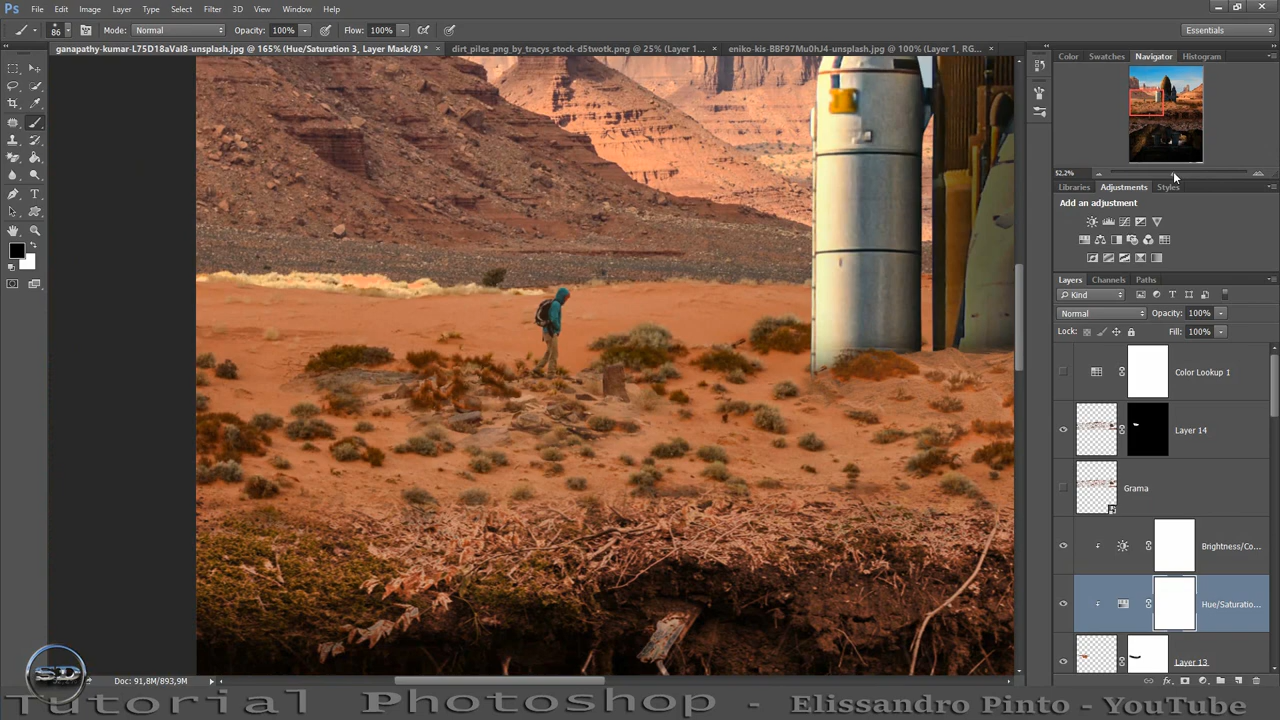 Ps File Edit Image Layer Type Select Filter 3D View Window Help
86 Mode: Normal Opacity: 100% Flow: 100% Essentials
ganapathy-kumar-L75D18aVal8-unsplash.jpg @ 165% (Hue/Saturation 3, Layer Mask/8) * × dirt_piles_png_by_tracys_stock-d5twotk.png @ 25% (Layer 1... × eniko-kis-BBF97Mu0hJ4-unsplash.jpg @ 100% (Layer 1, RG... ×
Color Swatches Navigator Histogram
52,2%
Libraries Adjustments Styles
Add an adjustment
Layers Channels Paths
Kind
Normal Opacity: 100%
Lock: Fill: 100%
Color Lookup 1
Layer 14
Grama
Brightness/Co...
Hue/Saturatio...
Layer 13
SD
Doc: 91,8M/893,9M
Tutorial Photoshop - Elissandro Pinto - YouTube